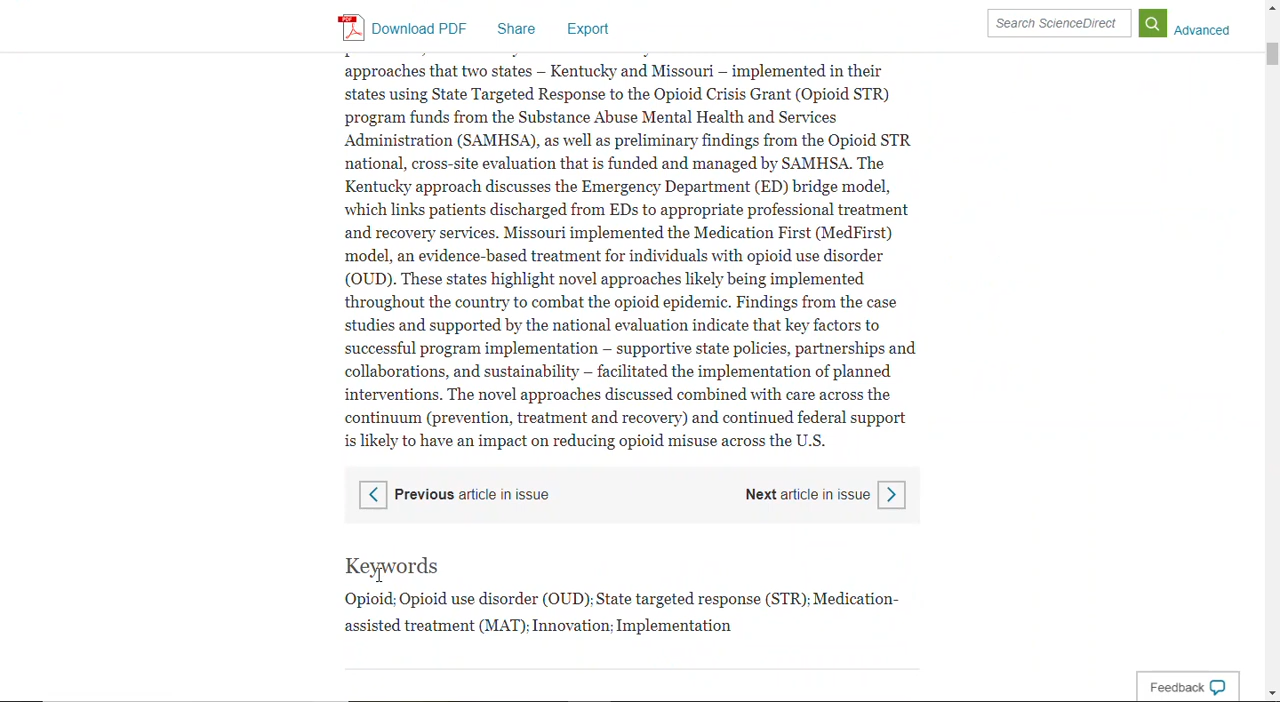 PDF
Download PDF
Share
Export
Search ScienceDirect
Advanced
approaches that two states – Kentucky and Missouri – implemented in their
states using State Targeted Response to the Opioid Crisis Grant (Opioid STR)
program funds from the Substance Abuse Mental Health and Services
Administration (SAMHSA), as well as preliminary findings from the Opioid STR
national, cross-site evaluation that is funded and managed by SAMHSA. The
Kentucky approach discusses the Emergency Department (ED) bridge model,
which links patients discharged from EDs to appropriate professional treatment
and recovery services. Missouri implemented the Medication First (MedFirst)
model, an evidence-based treatment for individuals with opioid use disorder
(OUD). These states highlight novel approaches likely being implemented
throughout the country to combat the opioid epidemic. Findings from the case
studies and supported by the national evaluation indicate that key factors to
successful program implementation – supportive state policies, partnerships and
collaborations, and sustainability – facilitated the implementation of planned
interventions. The novel approaches discussed combined with care across the
continuum (prevention, treatment and recovery) and continued federal support
is likely to have an impact on reducing opioid misuse across the U.S.
Previous article in issue
Next article in issue
Keywords
Opioid; Opioid use disorder (OUD); State targeted response (STR); Medication-
assisted treatment (MAT); Innovation; Implementation
Feedback